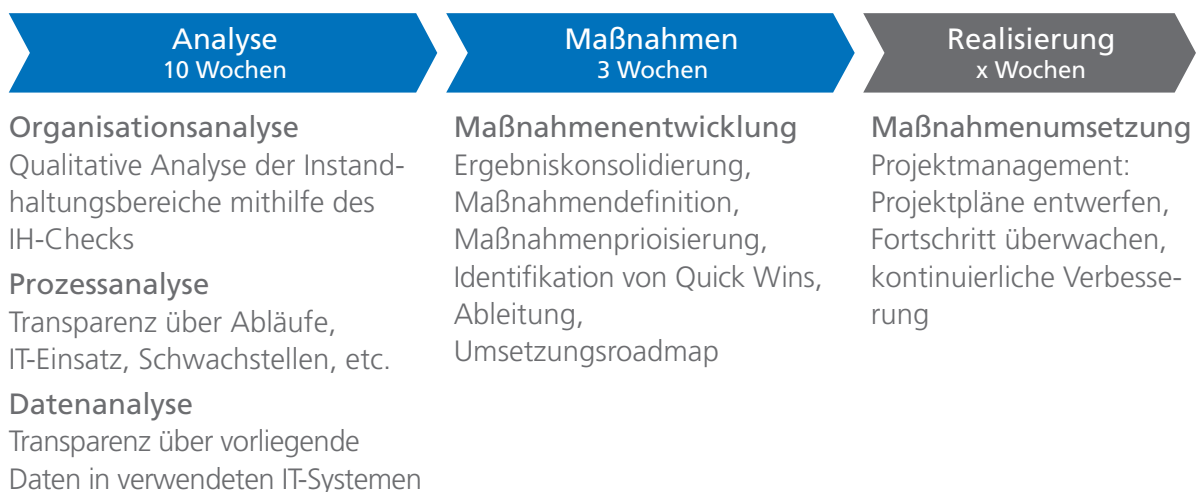 Analyse
10 Wochen
Maßnahmen
3 Wochen
Realisierung
x Wochen
Organisationsanalyse
Qualitative Analyse der Instand-
haltungsbereiche mithilfe des
IH-Checks
Prozessanalyse
Transparenz über Abläufe,
IT-Einsatz, Schwachstellen, etc.
Datenanalyse
Transparenz über vorliegende
Daten in verwendeten IT-Systemen
Maßnahmenentwicklung
Ergebniskonsolidierung,
Maßnahmendefinition,
Maßnahmenprioisierung,
Identifikation von Quick Wins,
Ableitung,
Umsetzungsroadmap
Maßnahmenumsetzung
Projektmanagement:
Projektpläne entwerfen,
Fortschritt überwachen,
kontinuierliche Verbesse-
rung